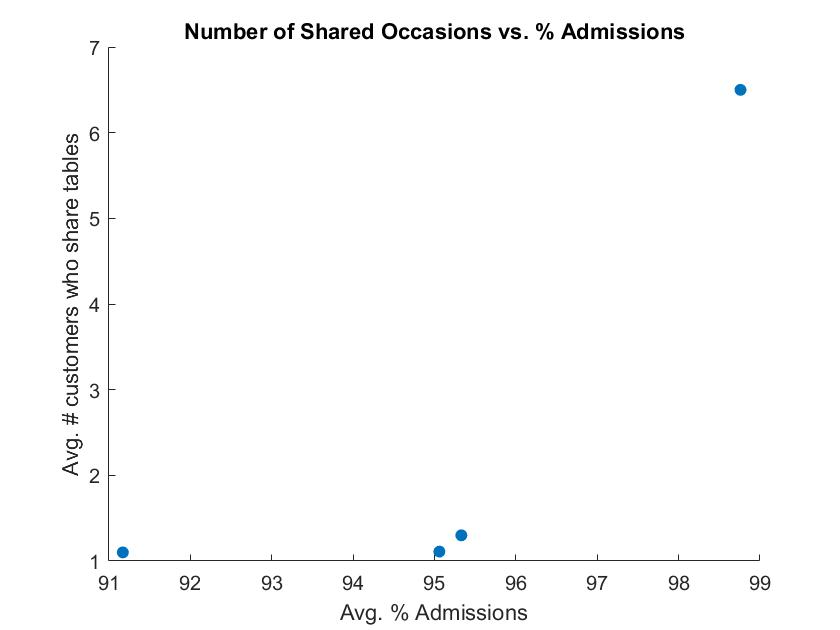 Number of Shared Occasions vs. % Admissions
Avg. # customers who share tables
7
6
5
4
3
2
1
91 92 93 94 95 96 97 98 99
Avg. % Admissions